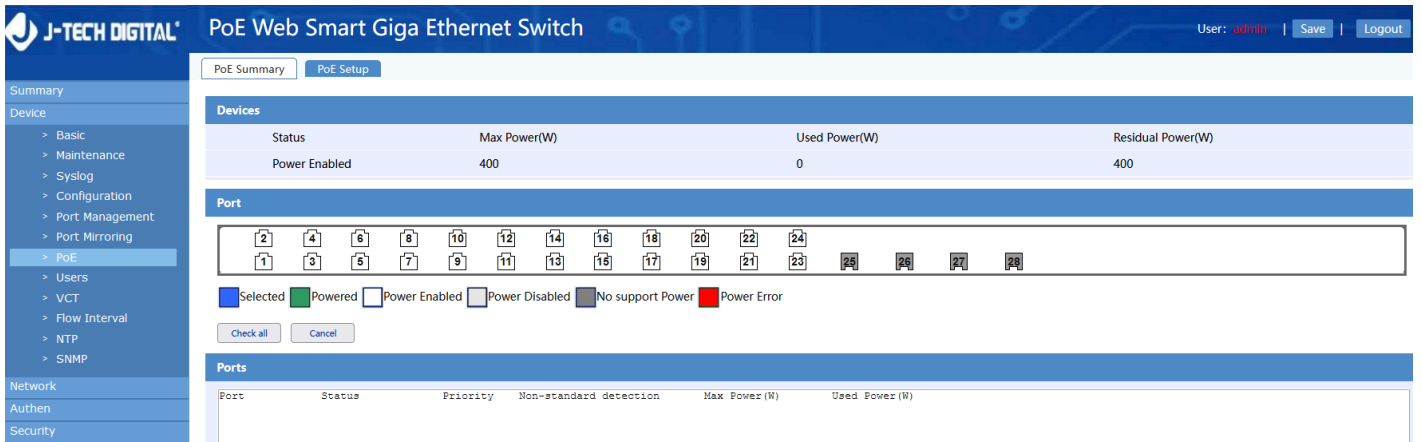 J-TECH DIGITAL®
PoE Web Smart Giga Ethernet Switch
User: admin | Save | Logout
PoE Summary PoE Setup
Summary
Device
> Basic
> Maintenance
> Syslog
> Configuration
> Port Management
> Port Mirroring
> PoE
> Users
> VCT
> Flow Interval
> NTP
> SNMP
Network
Authen
Security
Devices
Status Max Power(W) Used Power(W) Residual Power(W)
Power Enabled 400 0 400
Port
2 4 6 8 10 12 14 16 18 20 22 24
1 3 5 7 9 11 13 15 17 19 21 23 25 26 27 28
Selected Powered Power Enabled Power Disabled No support Power Power Error
Check all Cancel
Ports
Port Status Priority Non-standard detection Max Power(W) Used Power(W)